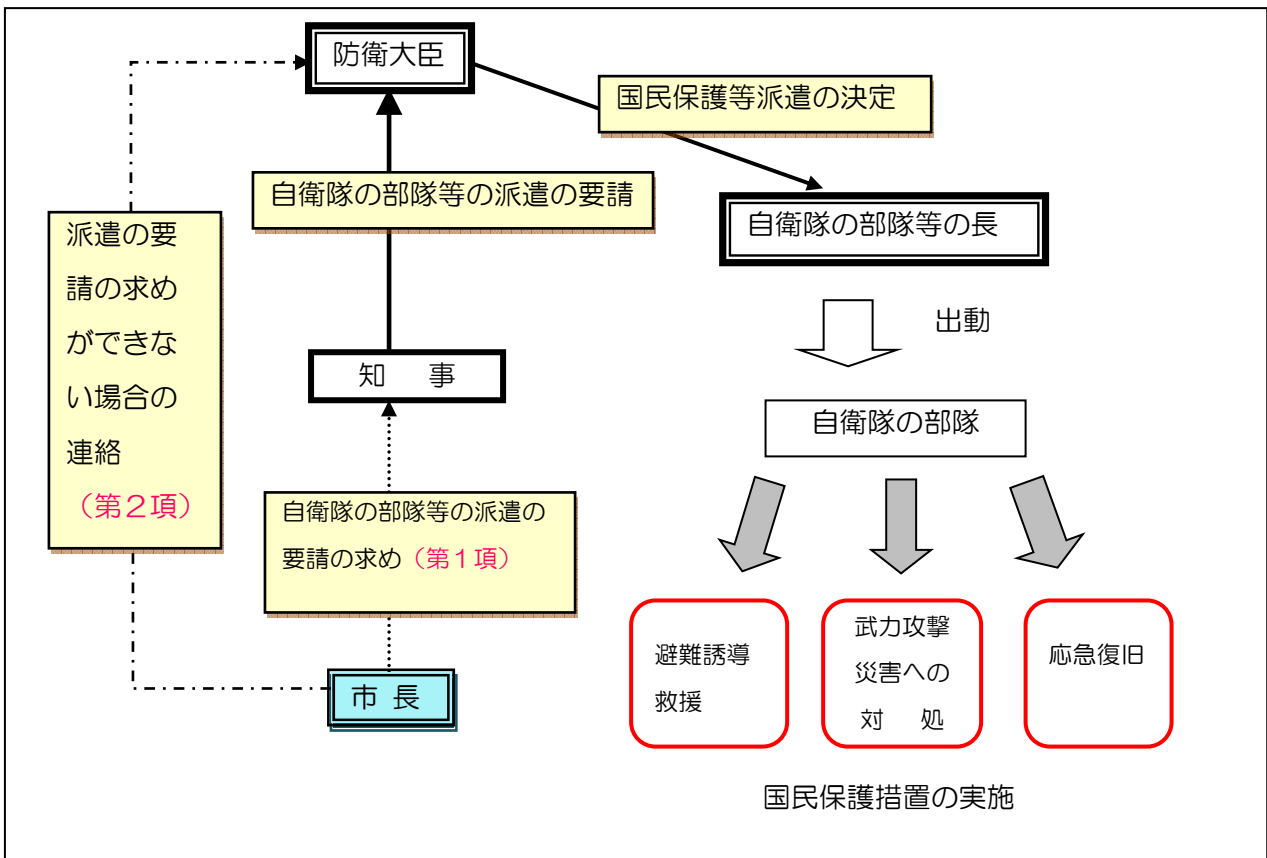 防衛大臣
国民保護等派遣の決定
自衛隊の部隊等の派遣の要請
自衛隊の部隊等の長
派遣の要
請の求め
ができな
い場合の
連絡
（第２項）
出動
知　事
自衛隊の部隊
自衛隊の部隊等の派遣の
要請の求め（第１項）
市 長
避難誘導
救援
武力攻撃
災害への
対　処
応急復旧
国民保護措置の実施